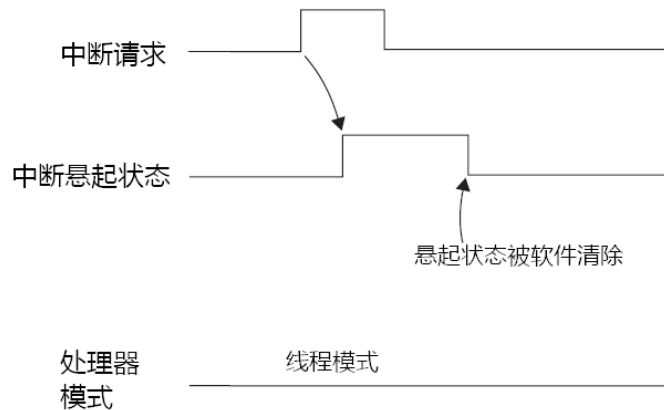 中断请求
中断悬起状态
悬起状态被软件清除
处理器
模式
线程模式